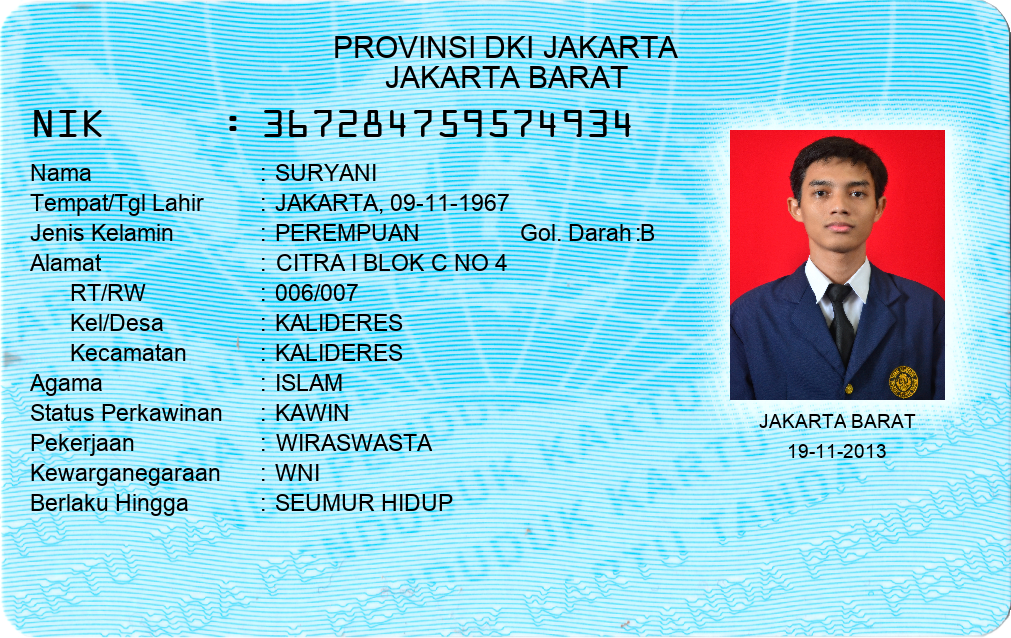 PROVINSI DKI JAKARTA
JAKARTA BARAT
NIK : 3672847595574934
Nama : SURYANI
Tempat/Tgl Lahir : JAKARTA, 09-11-1967
Jenis Kelamin : PEREMPUAN Gol. Darah :B
Alamat : CITRA I BLOK C NO 4
RT/RW : 006/007
Kel/Desa : KALIDERES
Kecamatan : KALIDERES
Agama : ISLAM
Status Perkawinan : KAWIN
Pekerjaan : WIRASWASTA
Kewarganegaraan : WNI
Berlaku Hingga : SEUMUR HIDUP
JAKARTA BARAT
19-11-2013